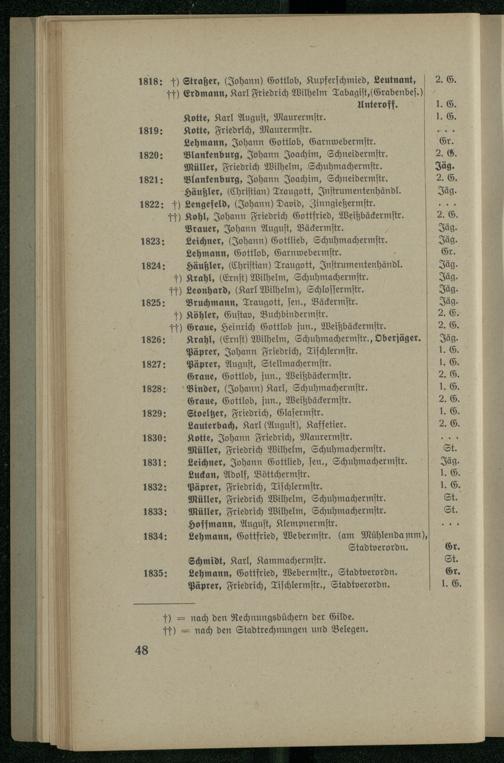 1818: †) Straßer, (Johann) Gottlob, Kupferschmied, Leutnant, 2. G.
††) Erdmann, Karl Friedrich Wilhelm Tabagist, (Grabenbes.)
Unteroff. 1. G.
Kotte, Karl August, Maurermstr. 1. G.
1819: Kotte, Friedrich, Maurermstr. . . .
Lehmann, Johann Gottlob, Garnwebermstr. Gr.
1820: Blankenburg, Johann Joachim, Schneidermstr. 2. G.
Müller, Friedrich Wilhelm, Schuhmachermstr. Jäg.
1821: Blankenburg, Johann Joachim, Schneidermstr. 2. G.
Häußler, (Christian) Traugott, Instrumentenhändl. Jäg.
1822: †) Lengefeld, (Johann) David, Zinngießermstr. . . .
††) Kohl, Johann Friedrich Gottfried, Weißbäckermstr. 2. G.
Brauer, Johann August, Bäckermstr. Jäg.
1823: Leichner, (Johann) Gottlieb, Schuhmachermstr. Jäg.
Lehmann, Gottlob, Garnwebermstr. Gr.
1824: Häußler, (Christian) Traugott, Instrumentenhändl. Jäg.
†) Krahl, (Ernst) Wilhelm, Schuhmachermstr. Jäg.
††) Leonhard, (Karl Wilhelm), Schlossermstr. Jäg.
1825: Bruchmann, Traugott, sen., Bäckermstr. Jäg.
†) Köhler, Gustav, Buchbindermstr. 2. G.
††) Graue, Heinrich Gottlob jun., Weißbäckermstr. 2. G.
1826: Krahl, (Ernst) Wilhelm, Schuhmachermstr., Oberjäger. Jäg.
Päprer, Johann Friedrich, Tischlermstr. 1. G.
1827: Päprer, August, Stellmachermstr. 1. G.
Graue, Gottlob, jun., Weißbäckermstr. 2. G.
1828: Binder, (Johann) Karl, Schuhmachermstr. 1. G.
Graue, Gottlob, jun., Weißbäckermstr. 2. G.
1829: Stoeltzer, Friedrich, Glasermstr. 1. G.
Lauterbach, Karl (August), Kaffetier. 2. G.
1830: Kotte, Johann Friedrich, Maurermstr. . . .
Müller, Friedrich Wilhelm, Schuhmachermstr. St.
1831: Leichner, Johann Gottlieb, sen., Schuhmachermstr. Jäg.
Luckan, Adolf, Böttchermstr. 1. G.
1832: Päprer, Friedrich, Tischlermstr. 1. G.
Müller, Friedrich Wilhelm, Schuhmachermstr. St.
1833: Müller, Friedrich Wilhelm, Schuhmachermstr. St.
Hoffmann, August, Klempnermstr. . . .
1834: Lehmann, Gottfried, Webermstr. (am Mühlendamm),
Stadtverordn. Gr.
Schmidt, Karl, Kammachermstr. St.
1835: Lehmann, Gottfried, Webermstr., Stadtverordn. Gr.
Päprer, Friedrich, Tischlermstr., Stadtverordn. 1. G.
†) = nach den Rechnungsbüchern der Gilde.
††) = nach den Stadtrechnungen und Belegen.
48